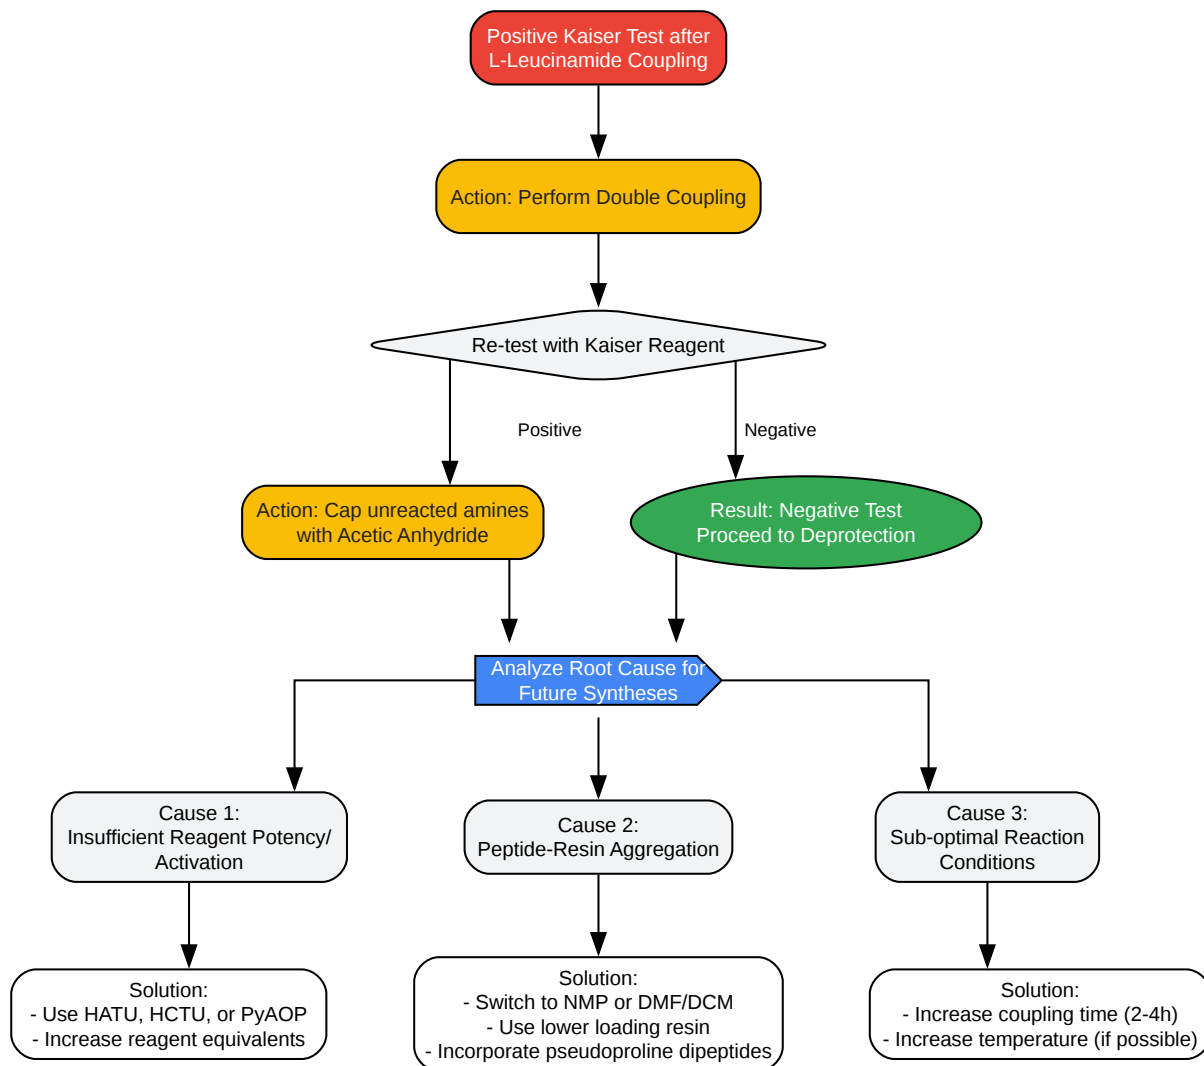 Positive Kaiser Test after
L-Leucinamide Coupling
Action: Perform Double Coupling
Re-test with Kaiser Reagent
Positive
Negative
Action: Cap unreacted amines
with Acetic Anhydride
Result: Negative Test
Proceed to Deprotection
Analyze Root Cause for
Future Syntheses
Cause 1:
Insufficient Reagent Potency/
Activation
Cause 2:
Peptide-Resin Aggregation
Cause 3:
Sub-optimal Reaction
Conditions
Solution:
- Use HATU, HCTU, or PyAOP
- Increase reagent equivalents
Solution:
- Switch to NMP or DMF/DCM
- Use lower loading resin
- Incorporate pseudoproline dipeptides
Solution:
- Increase coupling time (2-4h)
- Increase temperature (if possible)